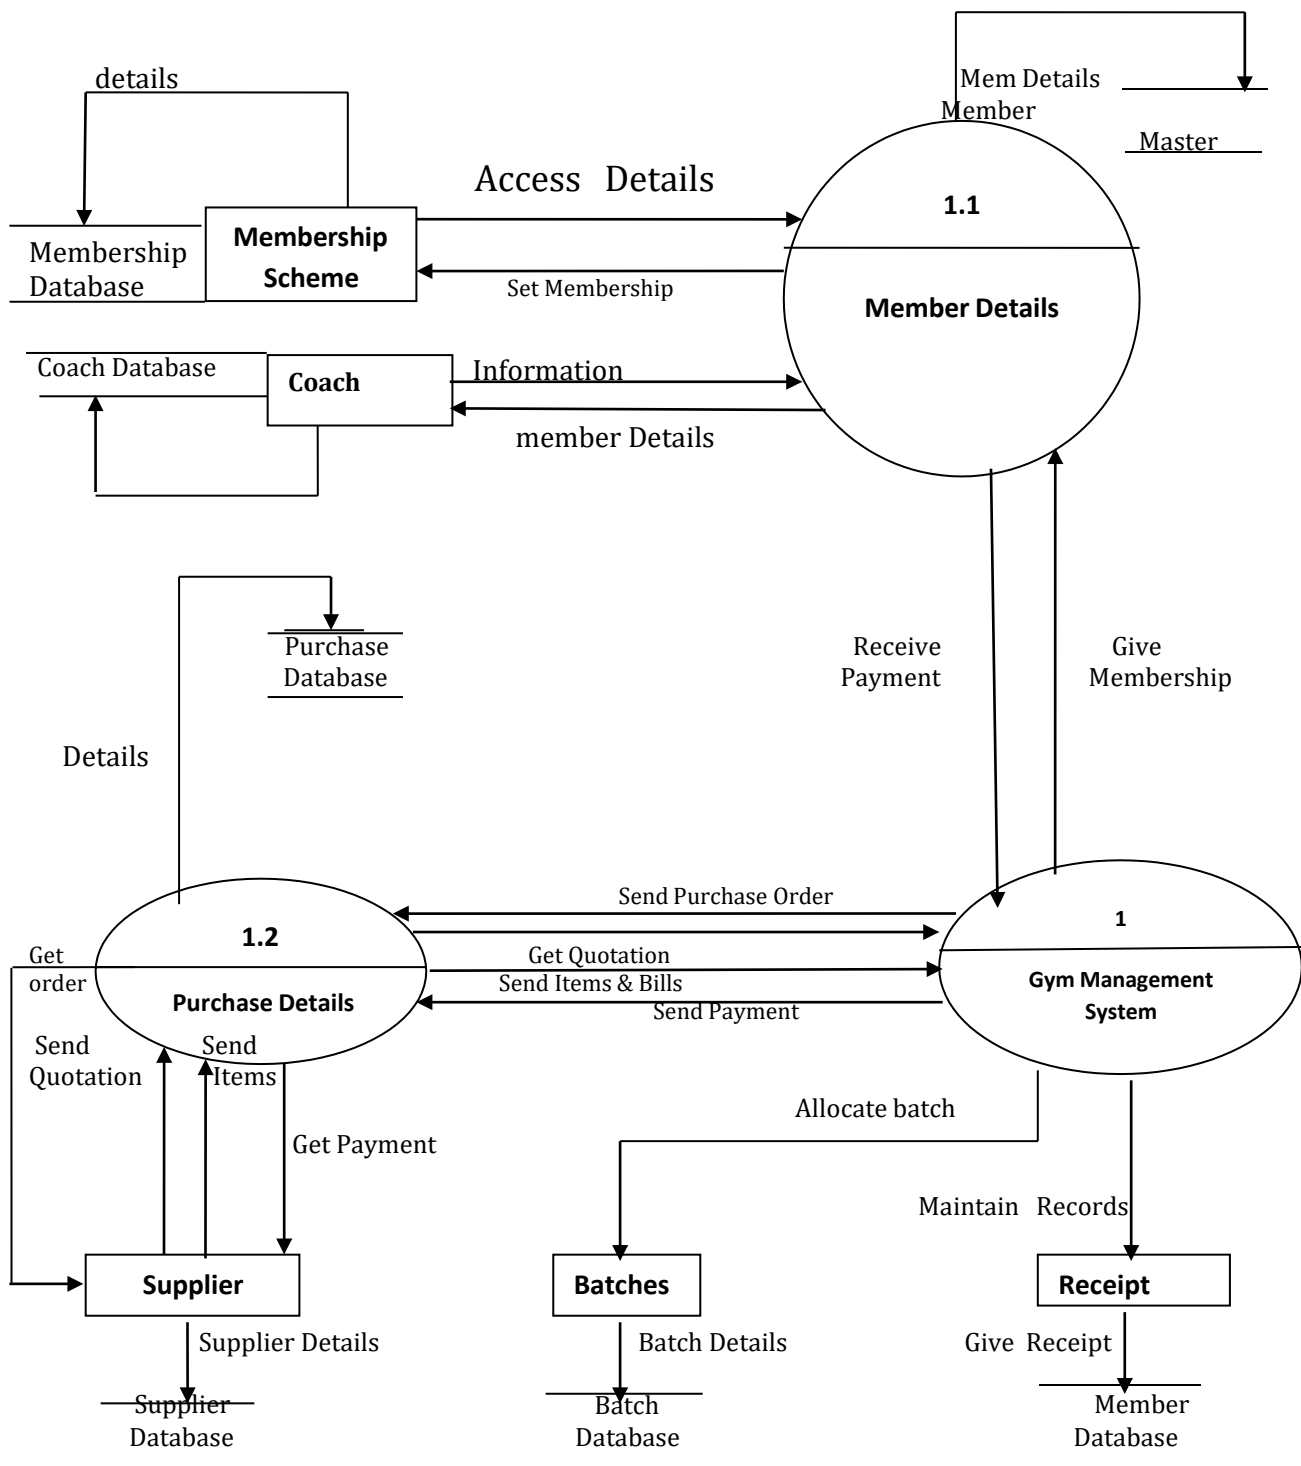 details
Mem Details
Member
Master
Access Details
1.1
Membership
Scheme
Membership
Database
Set Membership
Member Details
Coach Database
Coach
Information
member Details
Purchase
Database
Receive
Payment
Give
Membership
Details
Send Purchase Order
1
1.2
Get
order
Get Quotation
Send Items & Bills
Send Payment
Gym Management
System
Purchase Details
Send
Quotation
Send
Items
Allocate batch
Get Payment
Maintain Records
Supplier
Batches
Receipt
Supplier Details
Batch Details
Give Receipt
Supplier
Database
Batch
Database
Member
Database